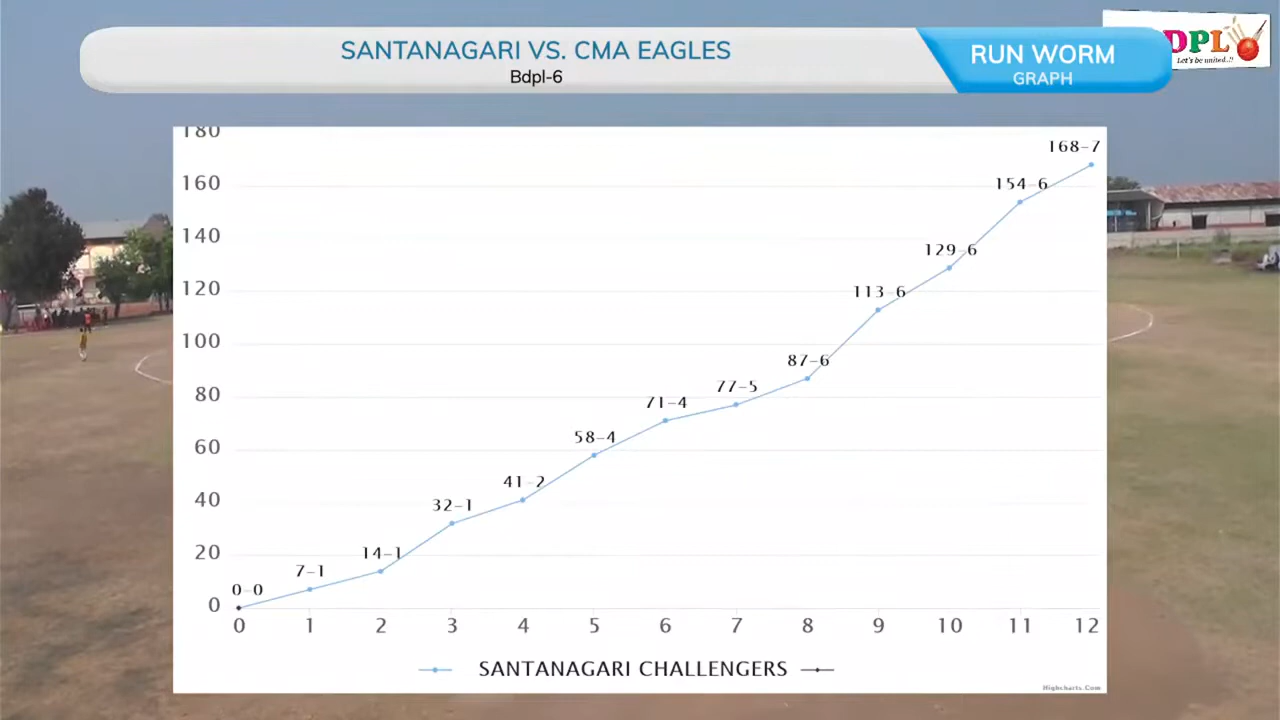 SANTANAGARI VS. CMA EAGLES
Bdpl-6
RUN WORM
GRAPH
DPL
Let's be united..!!
180
160
140
120
100
80
60
40
20
0
0-0
7-1
14-1
32-1
41-2
58-4
71-4
77-5
87-6
113-6
129-6
154-6
168-7
0 1 2 3 4 5 6 7 8 9 10 11 12
SANTANAGARI CHALLENGERS
Highcharts.Com